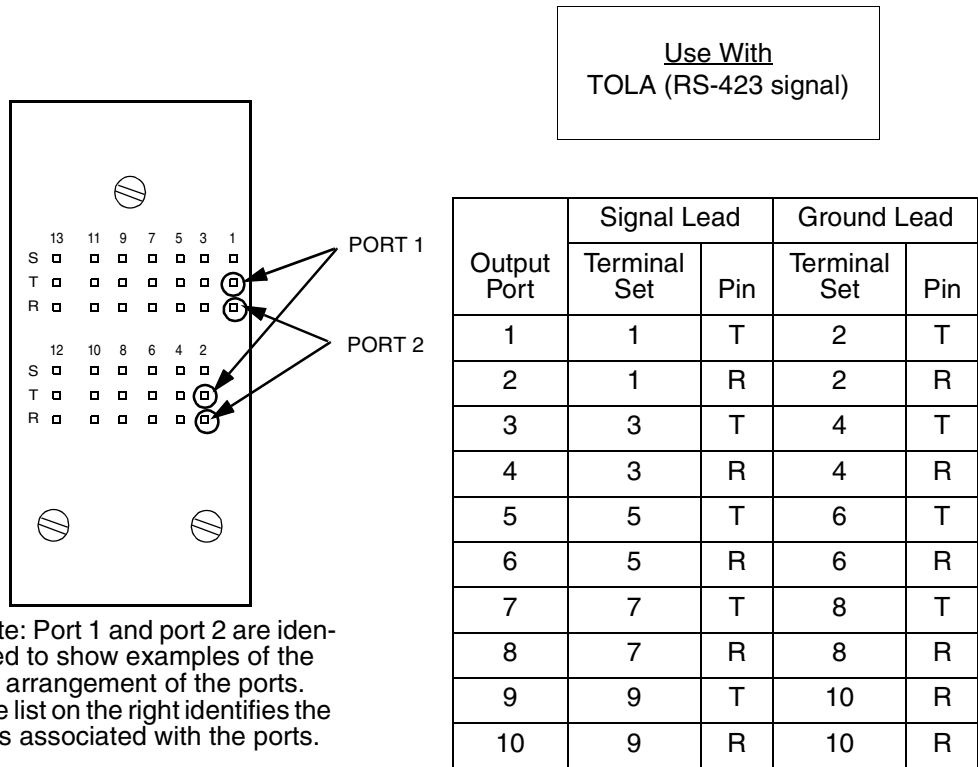 Use With
TOLA (RS-423 signal)
13 11 9 7 5 3 1
S
T
R
PORT 1
PORT 2
12 10 8 6 4 2
S
T
R
te: Port 1 and port 2 are iden-
ed to show examples of the
arrangement of the ports.
e list on the right identifies the
s associated with the ports.
Output Port Signal Lead Ground Lead
Terminal Set Pin Terminal Set Pin
1 1 T 2 T
2 1 R 2 R
3 3 T 4 T
4 3 R 4 R
5 5 T 6 T
6 5 R 6 R
7 7 T 8 T
8 7 R 8 R
9 9 T 10 R
10 9 R 10 R